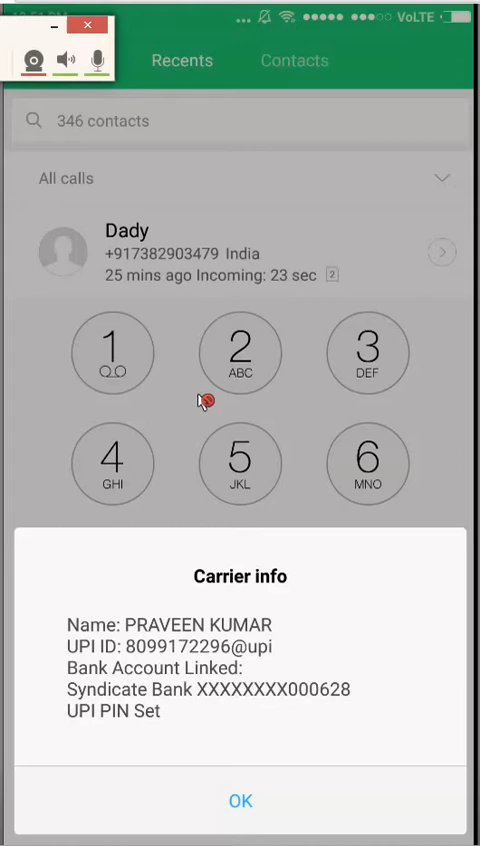 ... VoLTE
Recents Contacts
346 contacts
All calls
Dady
+917382903479 India
25 mins ago Incoming: 23 sec 2
1 2 3
ABC DEF
4 5 6
GHI JKL MNO
Carrier info
Name: PRAVEEN KUMAR
UPI ID: 8099172296@upi
Bank Account Linked:
Syndicate Bank XXXXXXXX000628
UPI PIN Set
OK